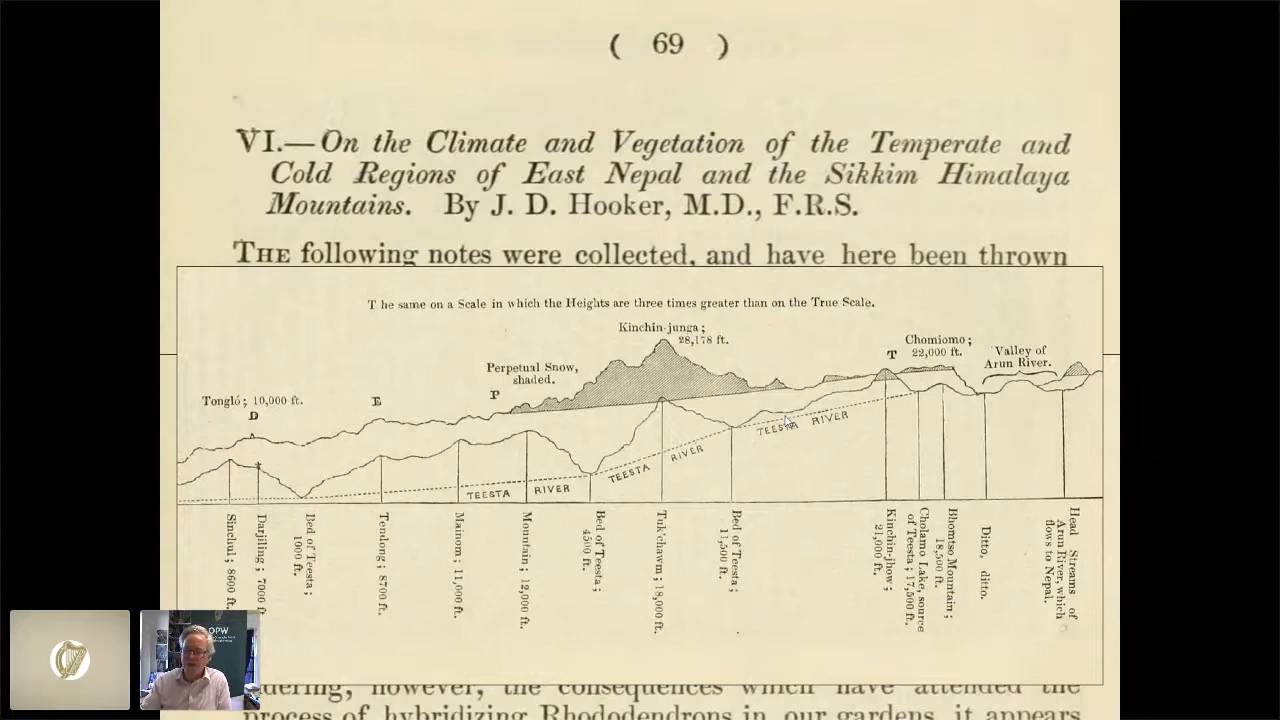 ( 69 )
VI.—On the Climate and Vegetation of the Temperate and
Cold Regions of East Nepal and the Sikkim Himalaya
Mountains. By J. D. Hooker, M.D., F.R.S.
THE following notes were collected, and have here been thrown
The same on a Scale in which the Heights are three times greater than on the True Scale.
Kinchin-junga;
28,178 ft.
Perpetual Snow,
shaded.
Chomiomo;
22,000 ft.
Valley of
Arun River.
Tonglo; 10,000 ft.
D
E
P
T
TEESTA RIVER
TEESTA RIVER
TEESTA RIVER
Sinchul; 8600 ft.
Darjiling; 7000 f
Bed of Teesta;
1000 ft.
Tendong; 8700 ft.
Mainom; 11,000 ft.
Mountain; 12,000 ft.
Bed of Teesta;
4500 ft.
Tukcham; 18,000 ft.
Bed of Teesta;
11,500 ft.
Kinchin-jhow;
21,000 ft.
Cholamo Lake, source
of Teesta; 17,500 ft.
Bhomtso Mountain;
18,500 ft.
Ditto, ditto.
Head Streams of
Arun River, which
flows to Nepal.
OPW
dering, however, the consequences which have attended the
process of hybridizing Rhododendrons in our gardens, it appears